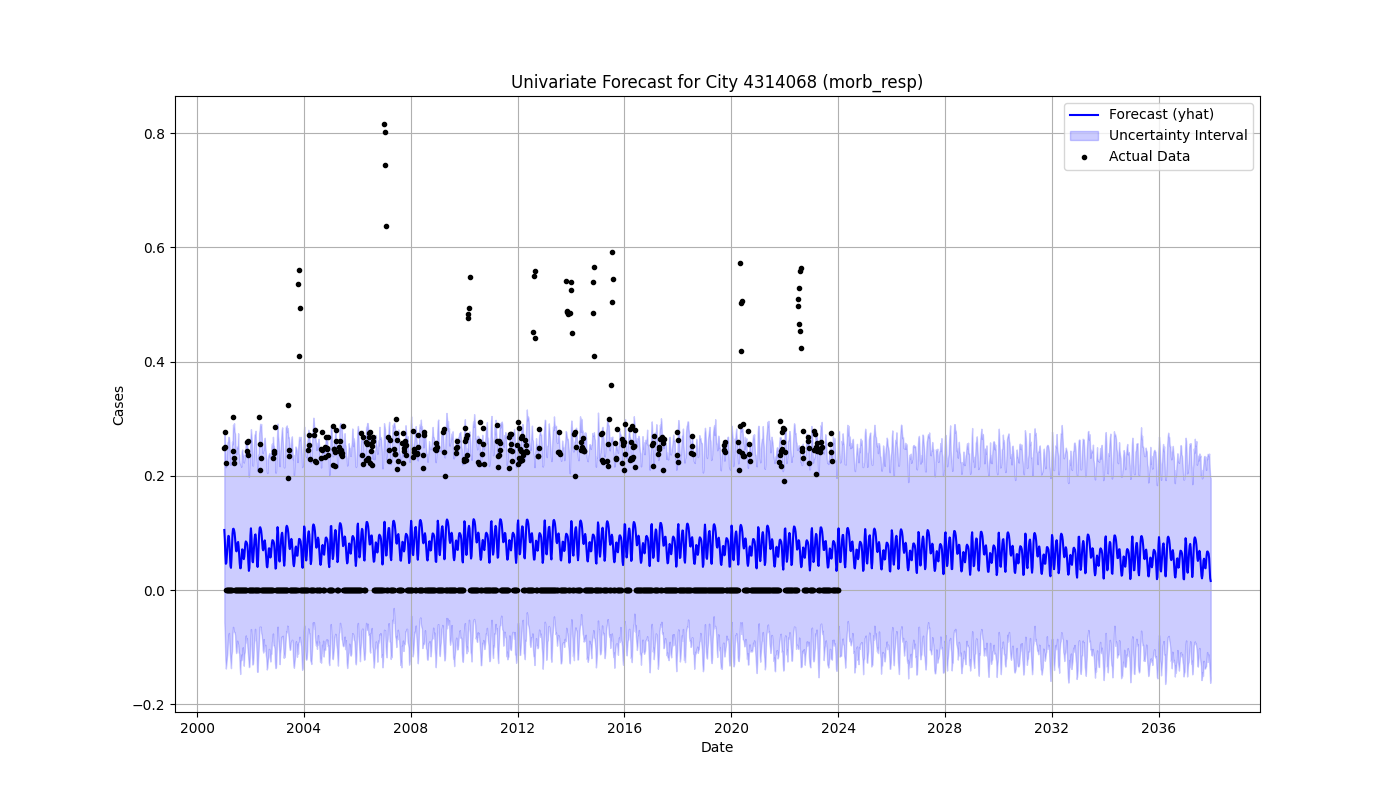 Univariate Forecast for City 4314068 (morb_resp)
Forecast (yhat)
Uncertainty Interval
Actual Data
Cases
0.8
0.6
0.4
0.2
0.0
−0.2
2000 2004 2008 2012 2016 2020 2024 2028 2032 2036
Date